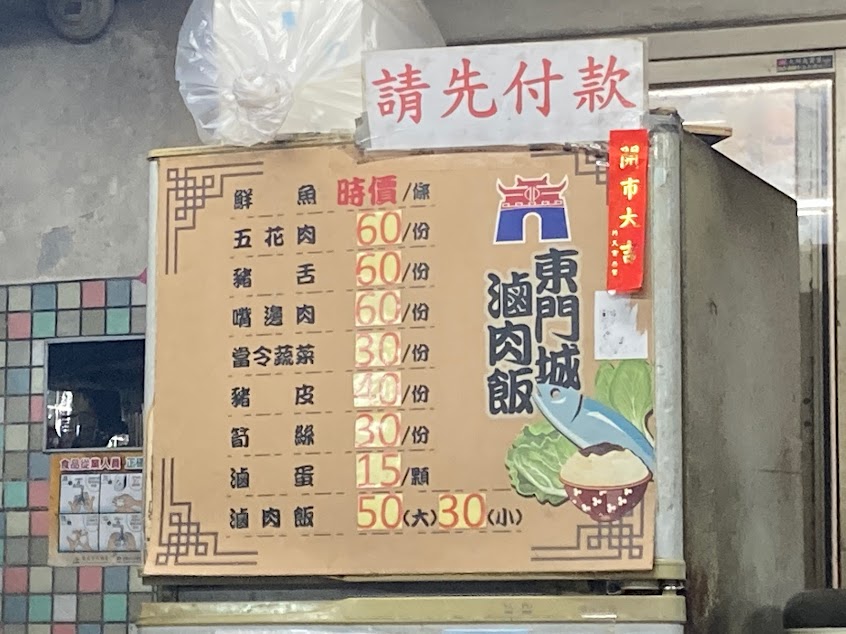 請先付款
鮮魚 時價/條
五花肉 60/份
豬舌 60/份
嘴邊肉 60/份
當令蔬菜 30/份
豬皮 40/份
筍絲 30/份
滷蛋 15/顆
滷肉飯 50(大)30(小)
東門城
滷肉飯
開市大吉
食品從業人員 正確